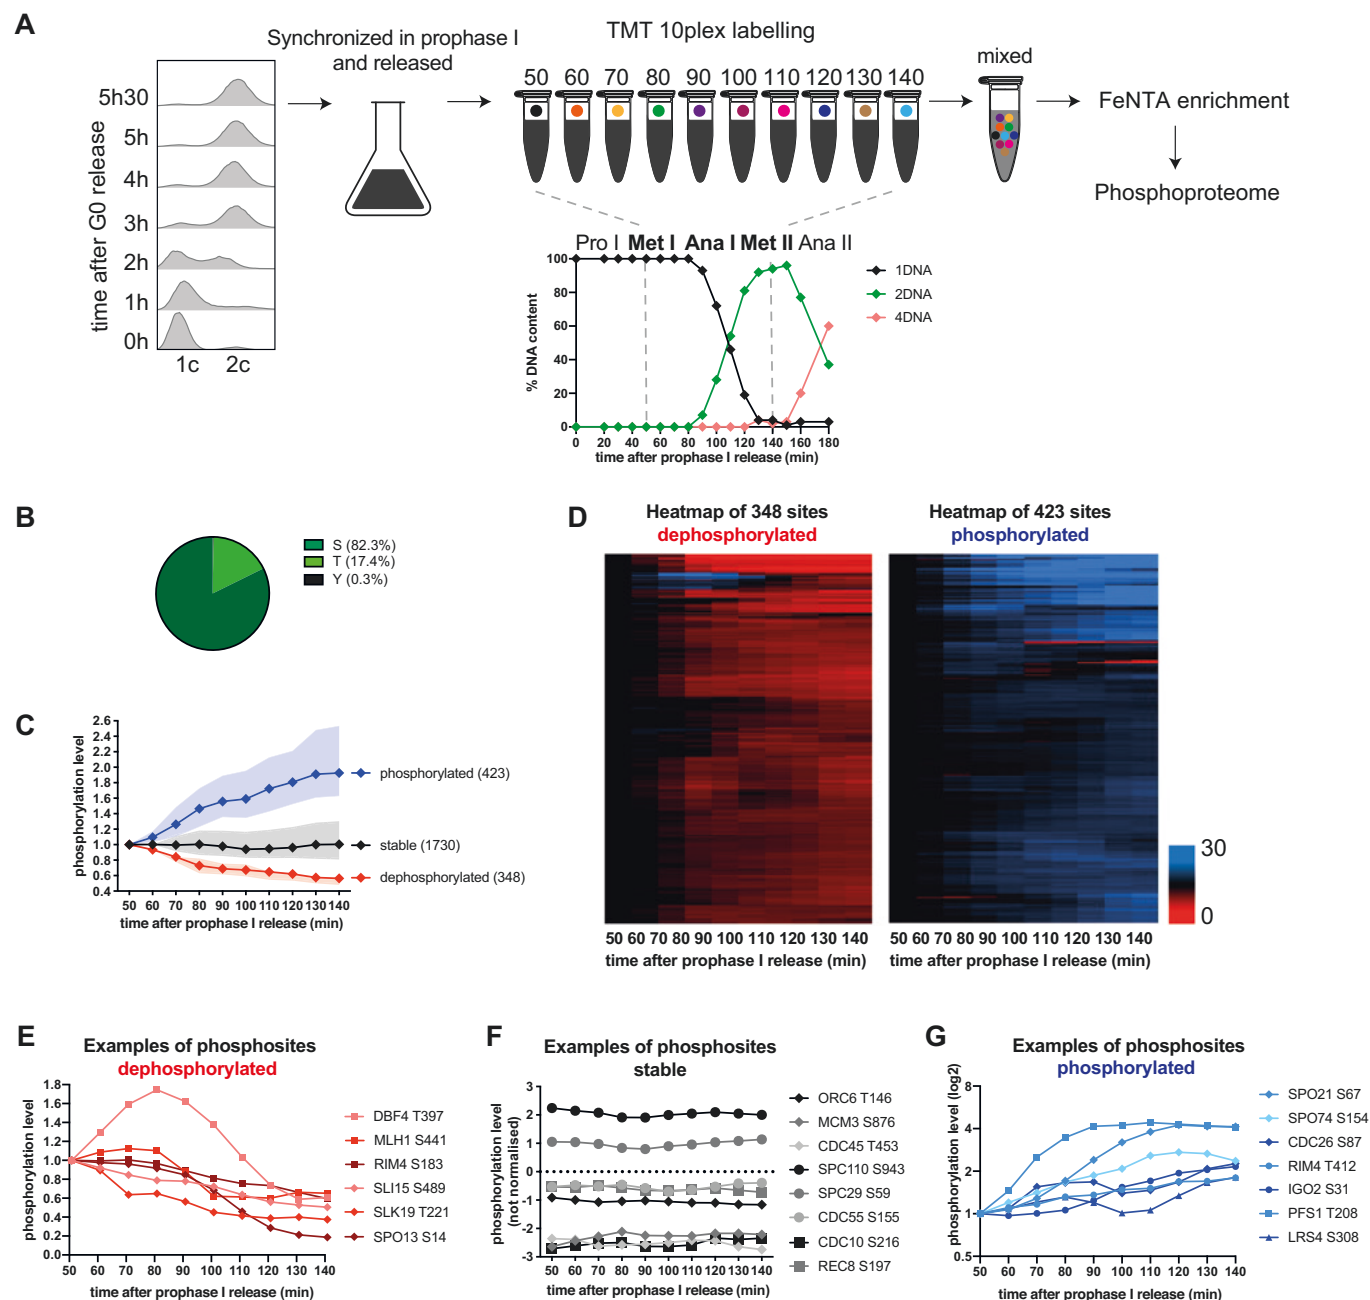 A
Synchronized in prophase I
and released
TMT 10plex labelling
50 60 70 80 90 100 110 120 130 140
mixed
FeNTA enrichment
Phosphoproteome
time after G0 release
5h30
5h
4h
3h
2h
1h
0h
1c 2c
Pro I Met I Ana I Met II Ana II
% DNA content
100
80
60
40
20
0
0 20 40 60 80 100 120 140 160 180
time after prophase I release (min)
1DNA
2DNA
4DNA
B
S (82.3%)
T (17.4%)
Y (0.3%)
C
phosphorylation level
2.6
2.4
2.2
2.0
1.8
1.6
1.4
1.2
1.0
0.8
0.6
0.4
50 60 70 80 90 100 110 120 130 140
time after prophase I release (min)
phosphorylated (423)
stable (1730)
dephosphorylated (348)
D
Heatmap of 348 sites
dephosphorylated
50 60 70 80 90 100 110 120 130 140
time after prophase I release (min)
Heatmap of 423 sites
phosphorylated
50 60 70 80 90 100 110 120 130 140
time after prophase I release (min)
30
0
E
Examples of phosphosites
dephosphorylated
phosphorylation level
1.8
1.6
1.4
1.2
1.0
0.8
0.6
0.4
0.2
0.0
50 60 70 80 90 100 110 120 130 140
time after prophase I release (min)
DBF4 T397
MLH1 S441
RIM4 S183
SLI15 S489
SLK19 T221
SPO13 S14
F
Examples of phosphosites
stable
phosphorylation level
(not normalised)
3
2
1
0
-1
-2
-3
50 60 70 80 90 100 110 120 130 140
time after prophase I release (min)
ORC6 T146
MCM3 S876
CDC45 T453
SPC110 S943
SPC29 S59
CDC55 S155
CDC10 S216
REC8 S197
G
Examples of phosphosites
phosphorylated
phosphorylation level (log2)
8
4
2
1
0.5
50 60 70 80 90 100 110 120 130 140
time after prophase I release (min)
SPO21 S67
SPO74 S154
CDC26 S87
RIM4 T412
IGO2 S31
PFS1 T208
LRS4 S308